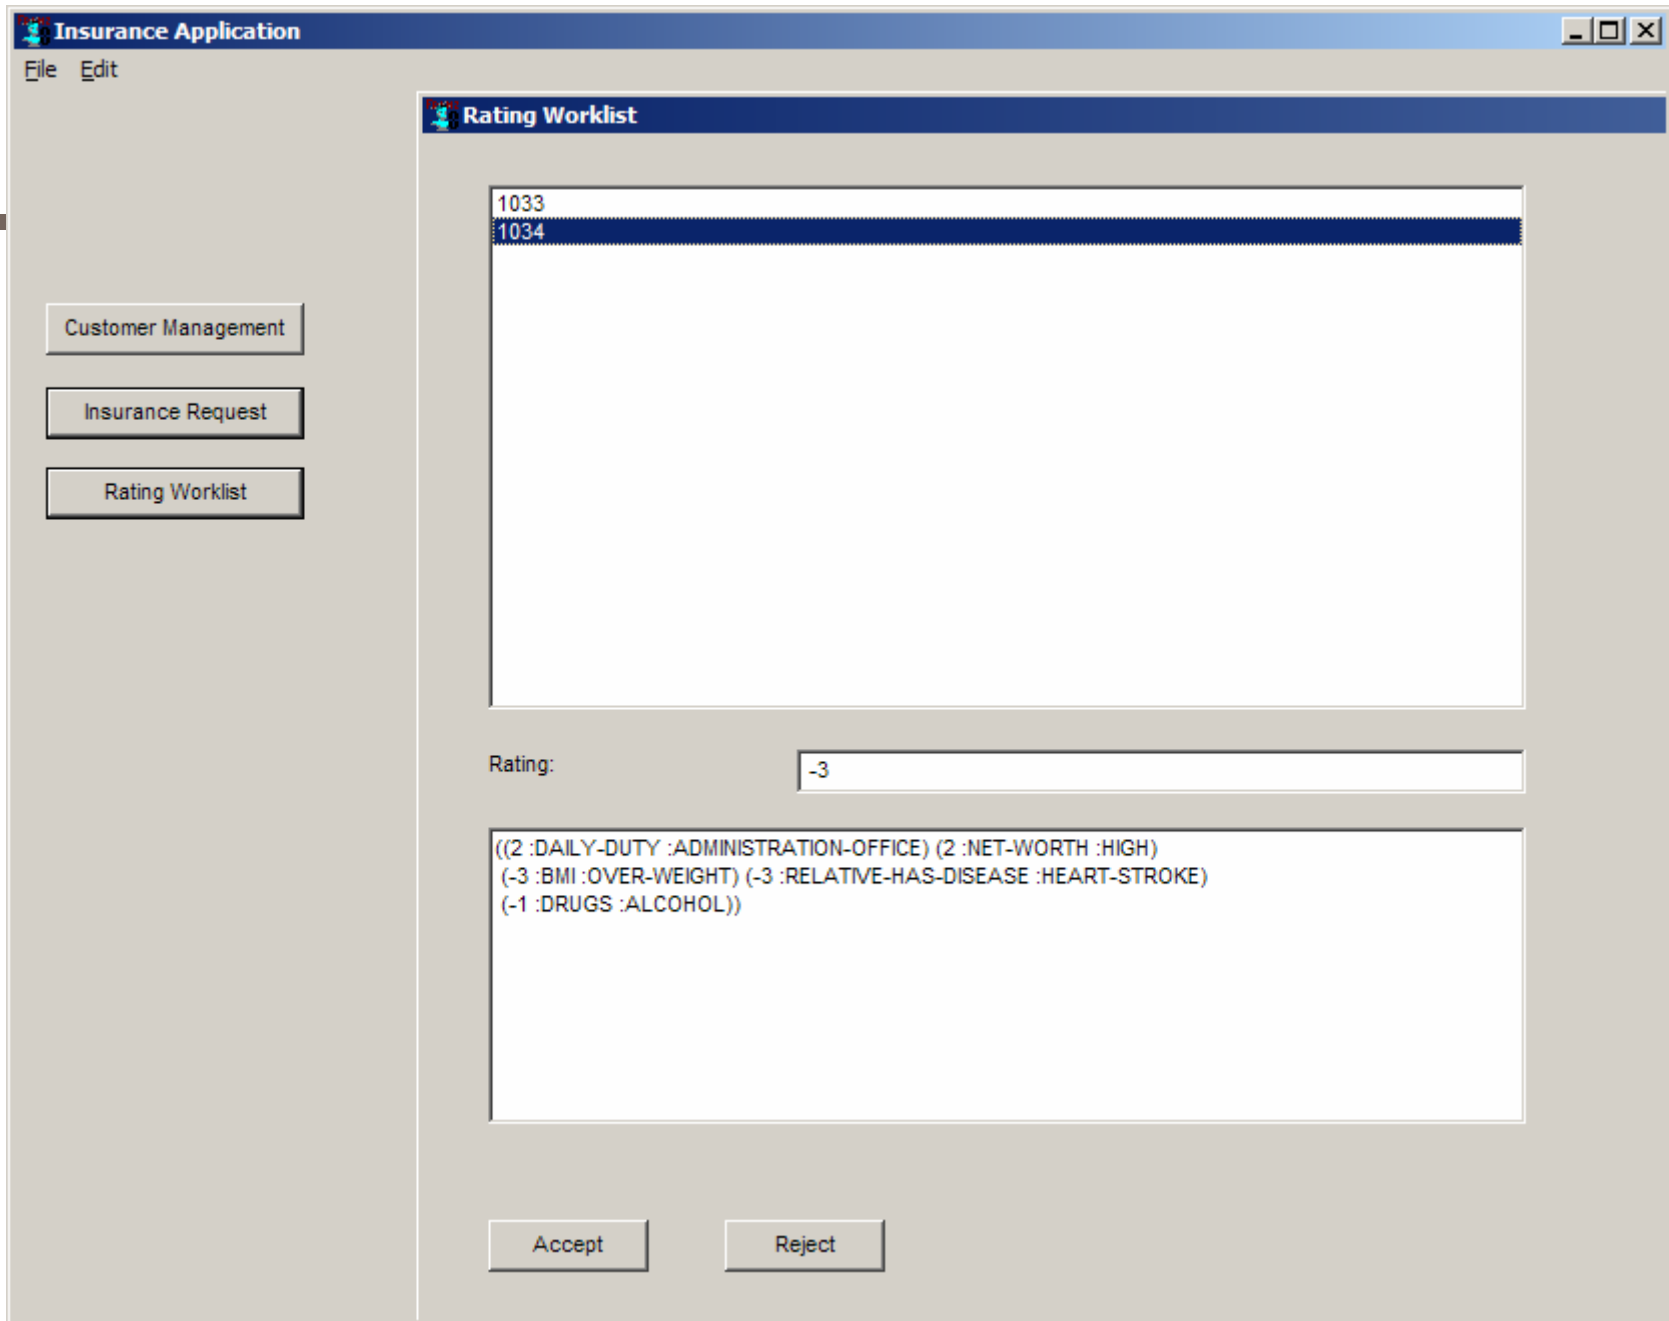 Insurance Application
File Edit
Rating Worklist
1033
1034
Customer Management
Insurance Request
Rating Worklist
Rating:
-3
((2 :DAILY-DUTY :ADMINISTRATION-OFFICE) (2 :NET-WORTH :HIGH)
(-3 :BMI :OVER-WEIGHT) (-3 :RELATIVE-HAS-DISEASE :HEART-STROKE)
(-1 :DRUGS :ALCOHOL))
Accept
Reject